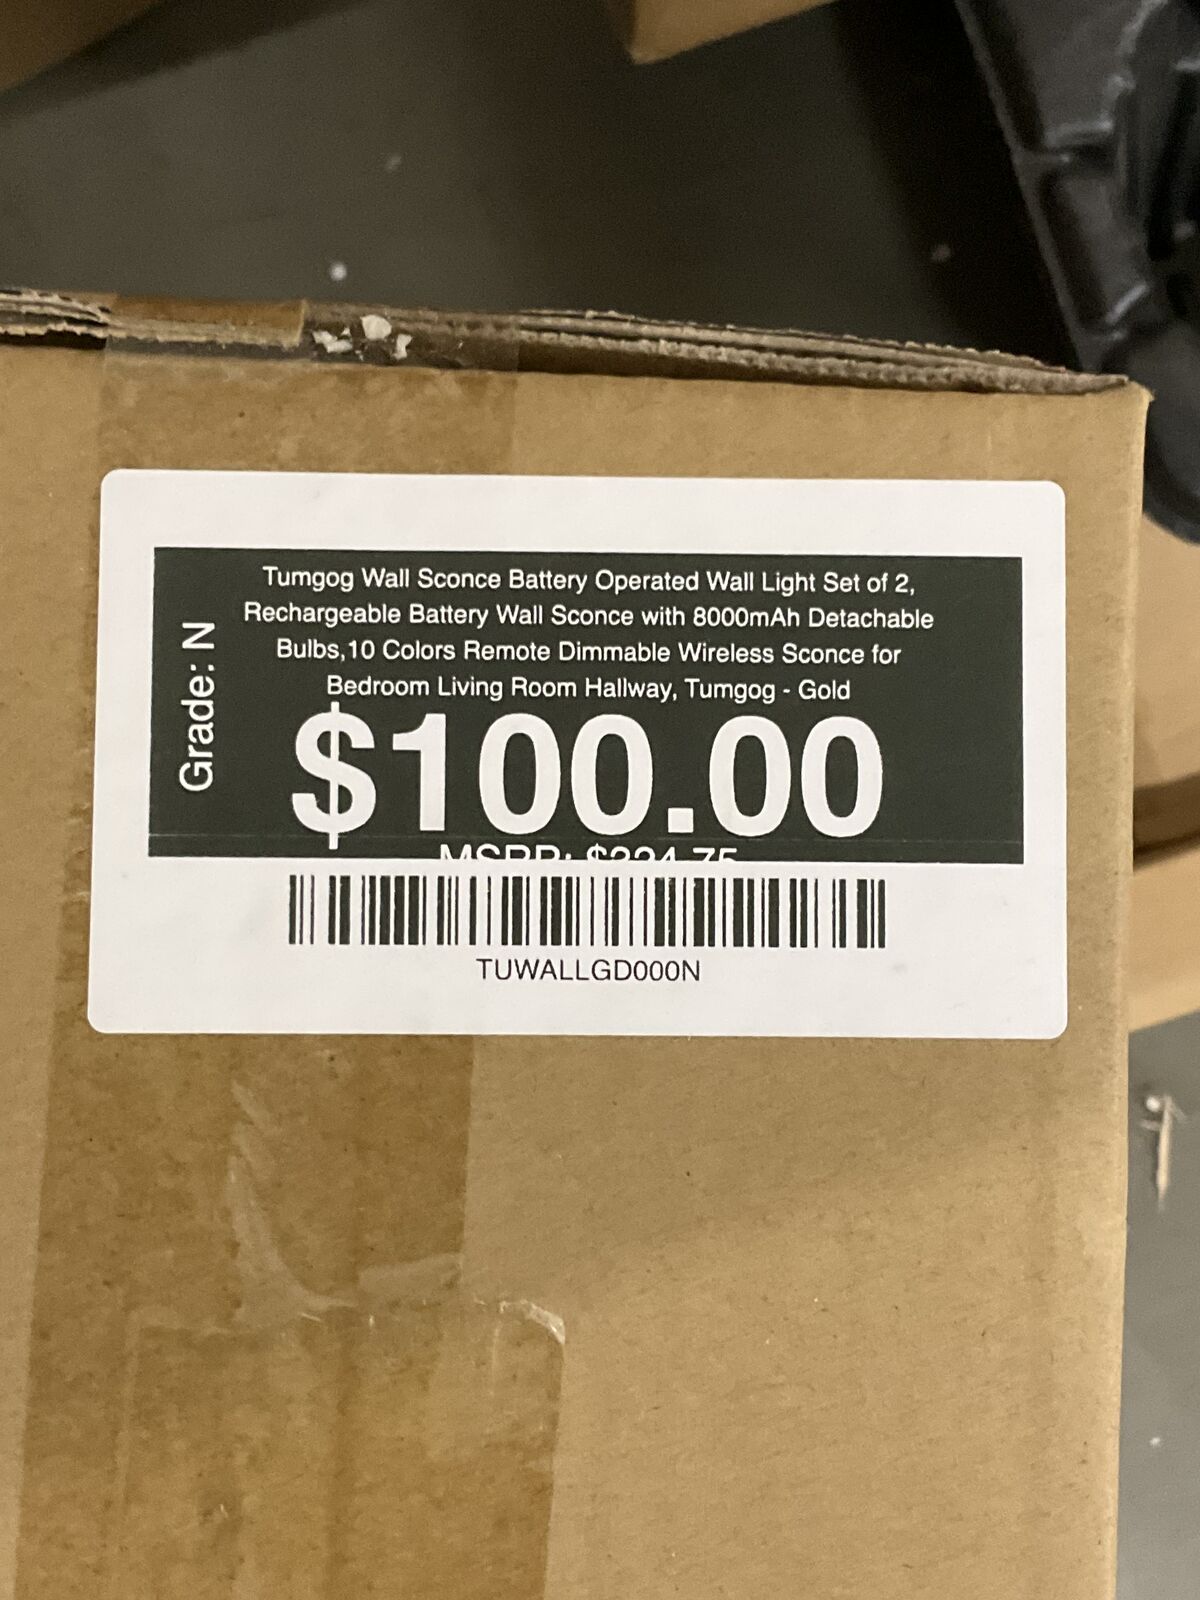 Grade: N
Tumgog Wall Sconce Battery Operated Wall Light Set of 2,
Rechargeable Battery Wall Sconce with 8000mAh Detachable
Bulbs,10 Colors Remote Dimmable Wireless Sconce for
Bedroom Living Room Hallway, Tumgog - Gold
$100.00
MSRP:
TUWALLGD000N